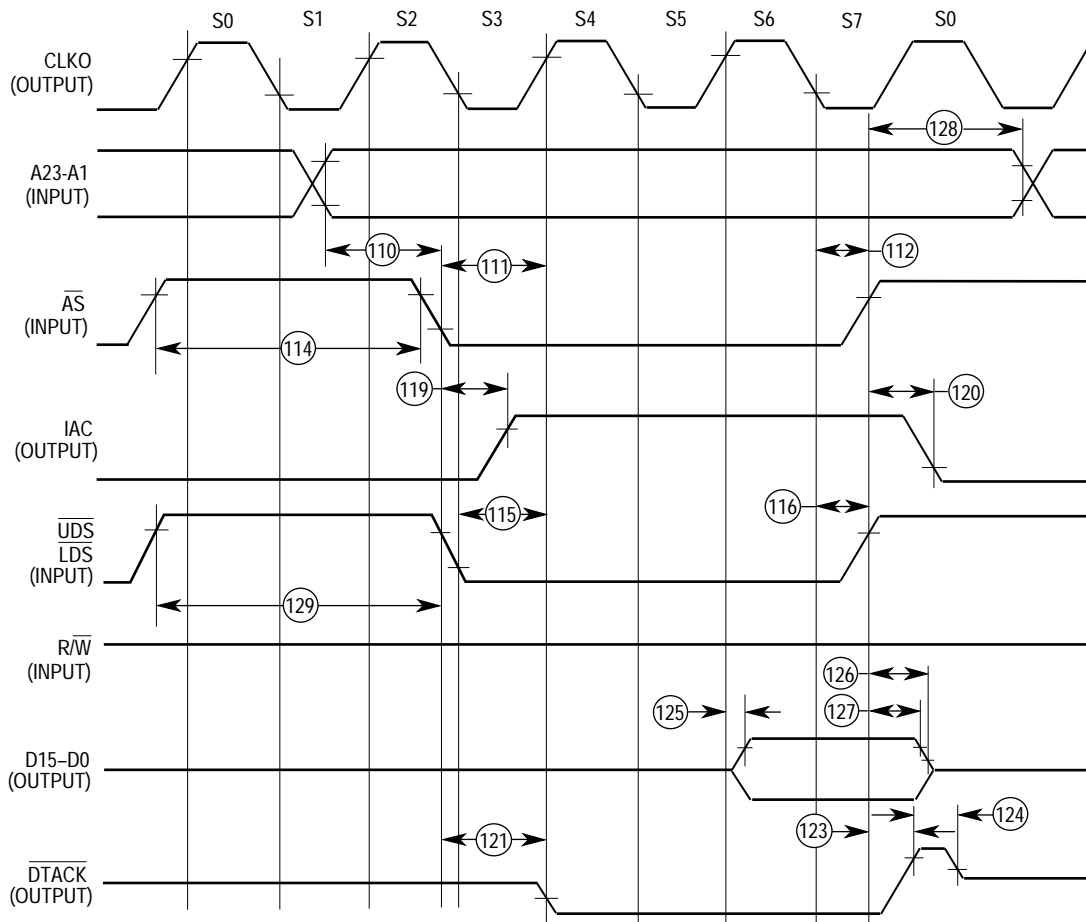 S0 S1 S2 S3 S4 S5 S6 S7 S0
CLKO
(OUTPUT)
128
A23-A1
(INPUT)
110
111
112
AS
(INPUT)
114
119
120
IAC
(OUTPUT)
115
116
UDS
LDS
(INPUT)
129
R/W
(INPUT)
126
125
127
D15–D0
(OUTPUT)
123
124
121
DTACK
(OUTPUT)